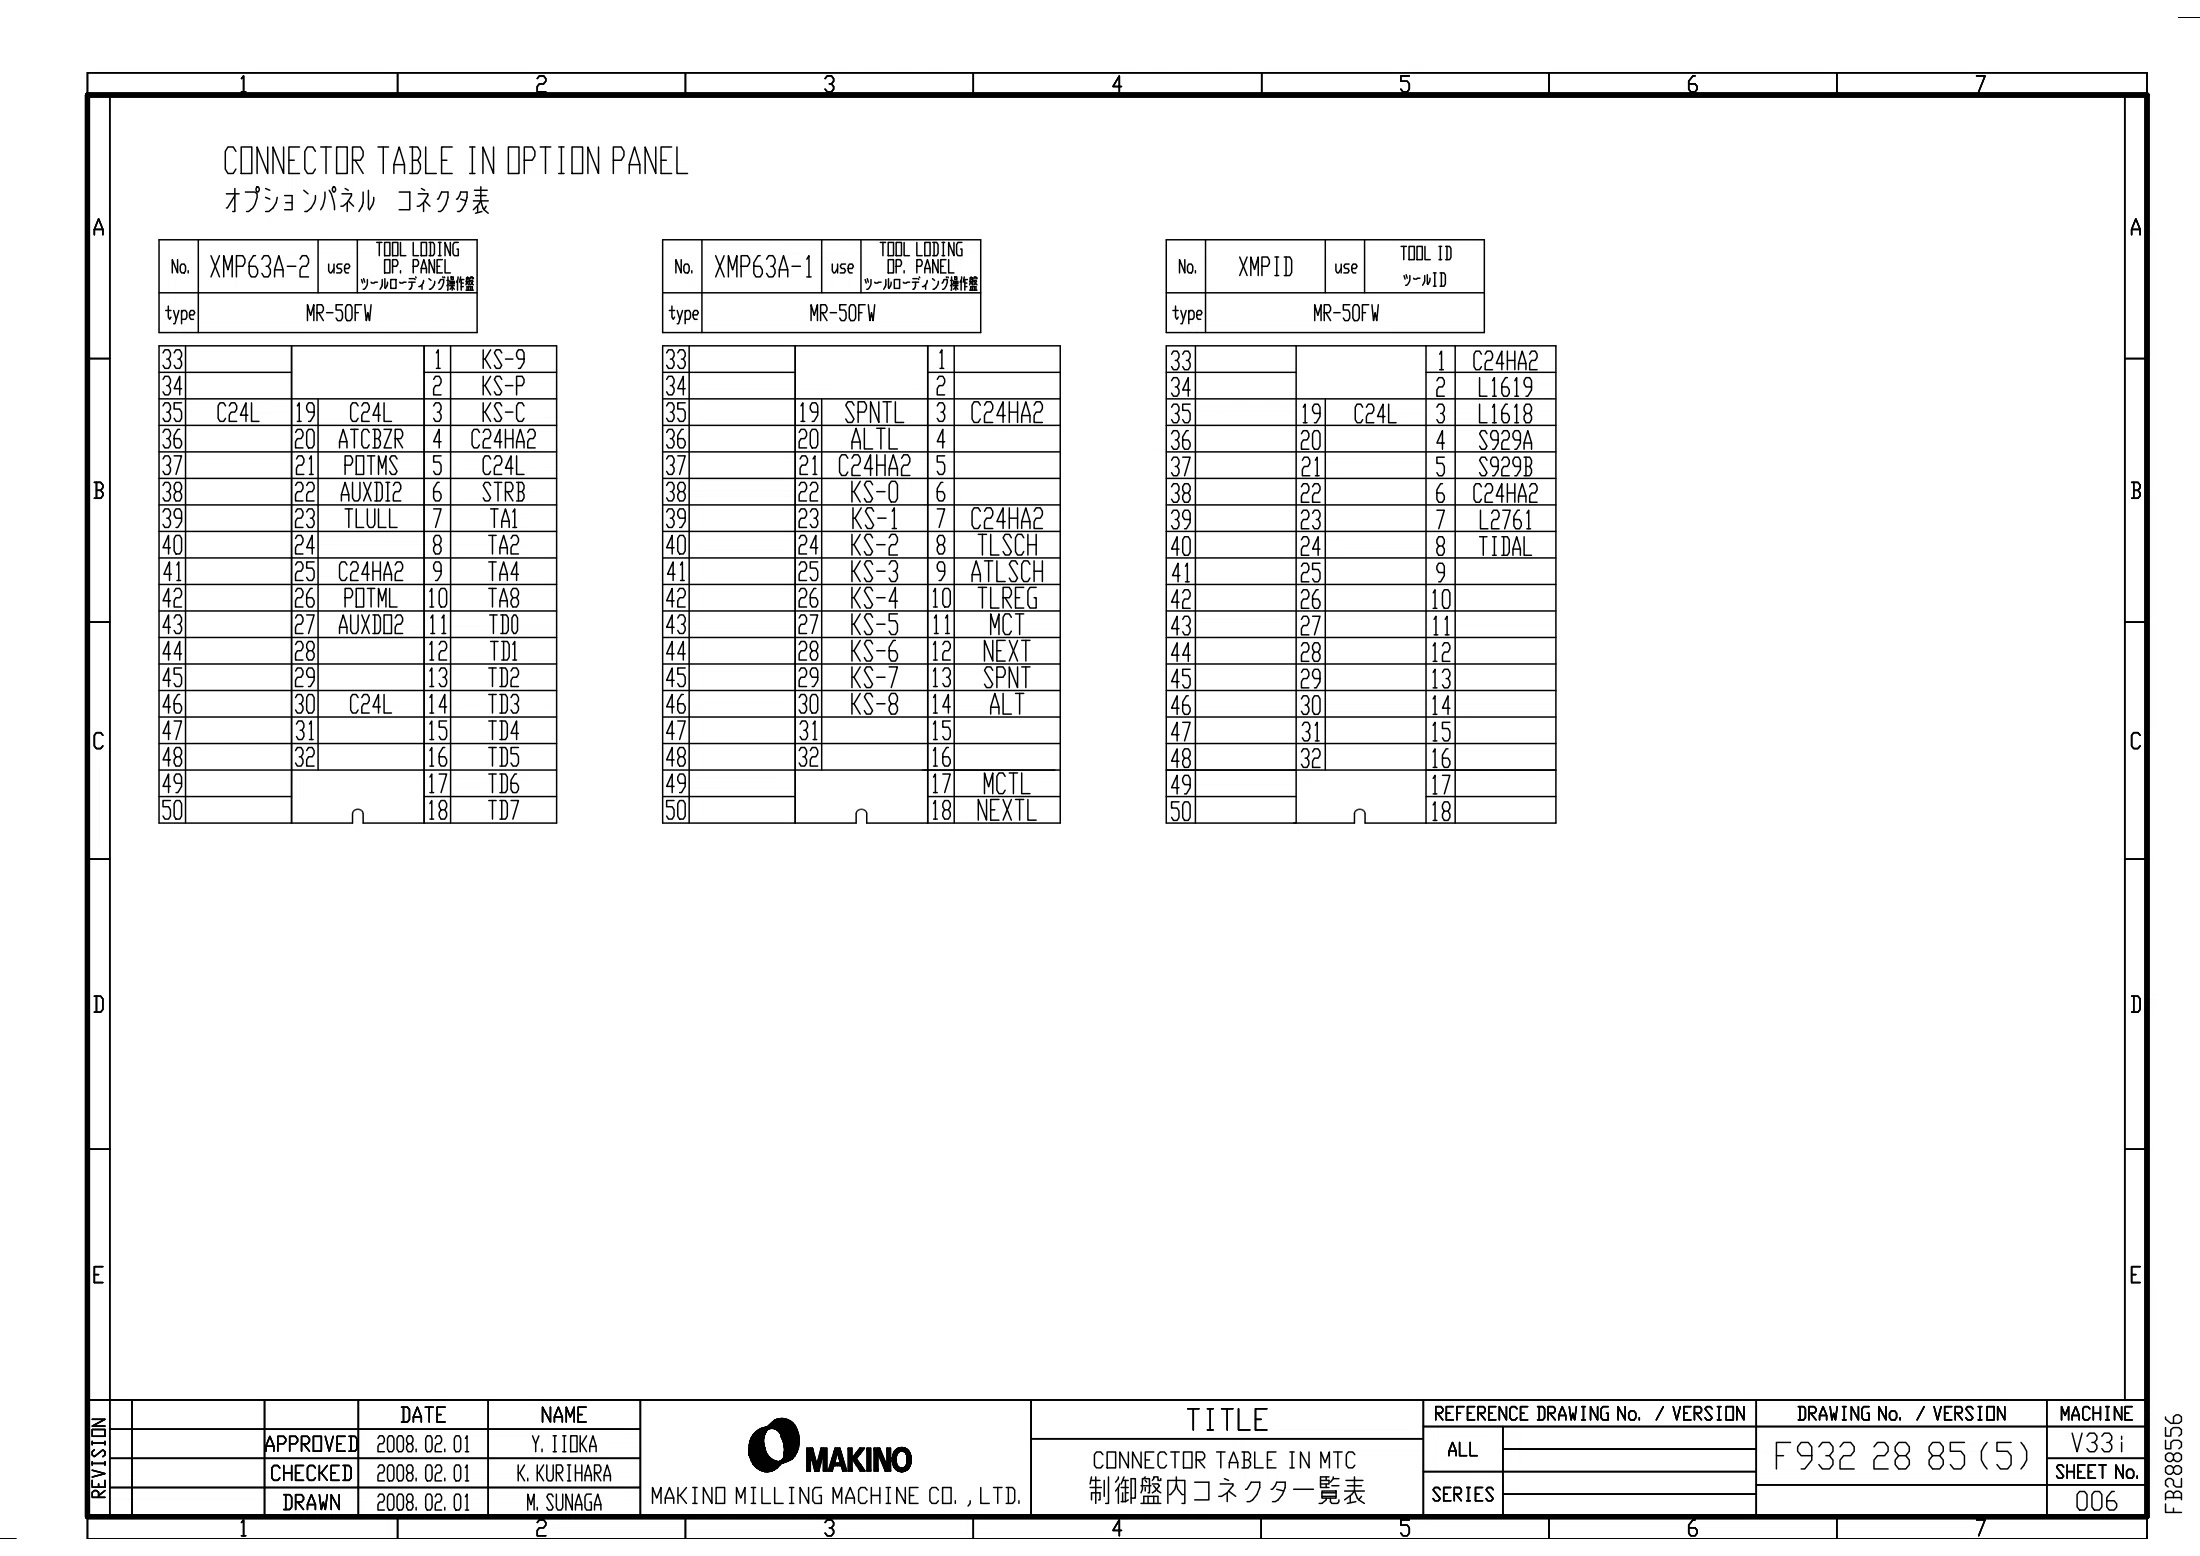 1 2 3 4 5 6 7
CONNECTOR TABLE IN OPTION PANEL
オプションパネル コネクタ表
A A
No. XMP63A-2 use TOOL LODING OP. PANEL ツールローディング操作盤
type MR-50FW
33 1 KS-9
34 2 KS-P
35 C24L 19 C24L 3 KS-C
36 20 ATCBZR 4 C24HA2
37 21 POTMS 5 C24L
38 22 AUXDI2 6 STRB
39 23 TLULL 7 TA1
40 24 8 TA2
41 25 C24HA2 9 TA4
42 26 POTML 10 TA8
43 27 AUXDO2 11 TD0
44 28 12 TD1
45 29 13 TD2
46 30 C24L 14 TD3
47 31 15 TD4
48 32 16 TD5
49 17 TD6
50 18 TD7
No. XMP63A-1 use TOOL LODING OP. PANEL ツールローディング操作盤
type MR-50FW
33 1
34 2
35 19 SPNTL 3 C24HA2
36 20 ALTL 4
37 21 C24HA2 5
38 22 KS-0 6
39 23 KS-1 7 C24HA2
40 24 KS-2 8 TLSCH
41 25 KS-3 9 ATLSCH
42 26 KS-4 10 TLREG
43 27 KS-5 11 MCT
44 28 KS-6 12 NEXT
45 29 KS-7 13 SPNT
46 30 KS-8 14 ALT
47 31 15
48 32 16
49 17 MCTL
50 18 NEXTL
No. XMPID use TOOL ID ツールID
type MR-50FW
33 1 C24HA2
34 2 L1619
35 19 C24L 3 L1618
36 20 4 S929A
37 21 5 S929B
38 22 6 C24HA2
39 23 7 L2761
40 24 8 TIDAL
41 25 9
42 26 10
43 27 11
44 28 12
45 29 13
46 30 14
47 31 15
48 32 16
49 17
50 18
B B
C C
D D
E E
REVISION
DATE NAME
APPROVED 2008.02.01 Y. IIOKA
CHECKED 2008.02.01 K. KURIHARA
DRAWN 2008.02.01 M. SUNAGA
MAKINO
MAKINO MILLING MACHINE CO.,LTD.
TITLE
CONNECTOR TABLE IN MTC
制御盤内コネクタ一覧表
REFERENCE DRAWING No. / VERSION
ALL
SERIES
DRAWING No. / VERSION
F932 28 85(5)
MACHINE
V33i
SHEET No.
006
FB288556
1 2 3 4 5 6 7